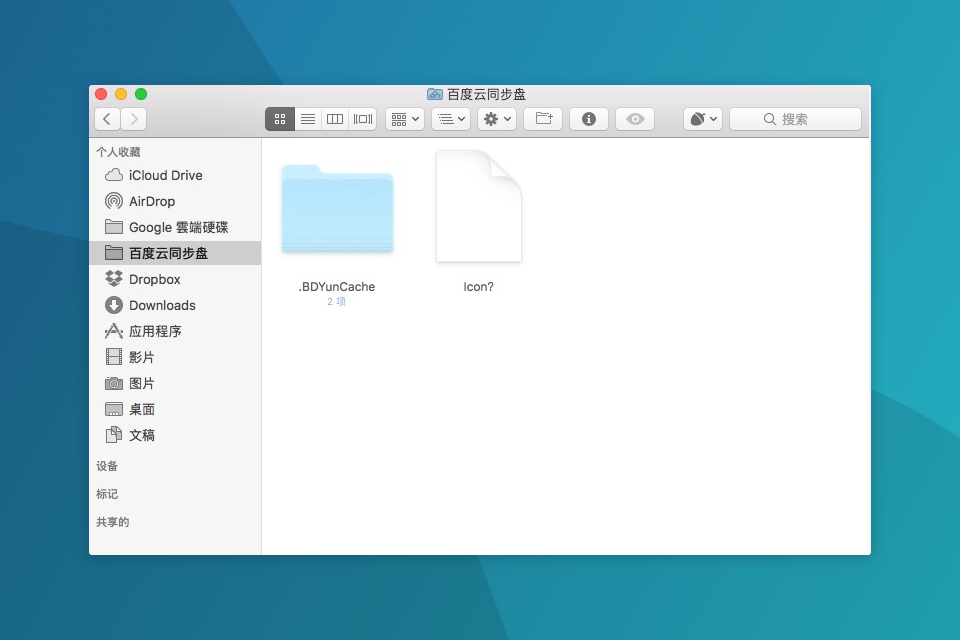 百度云同步盘
搜索
个人收藏
iCloud Drive
AirDrop
Google 雲端硬碟
百度云同步盘
Dropbox
Downloads
应用程序
影片
图片
桌面
文稿
设备
标记
共享的
.BDYunCache
2 项
Icon?